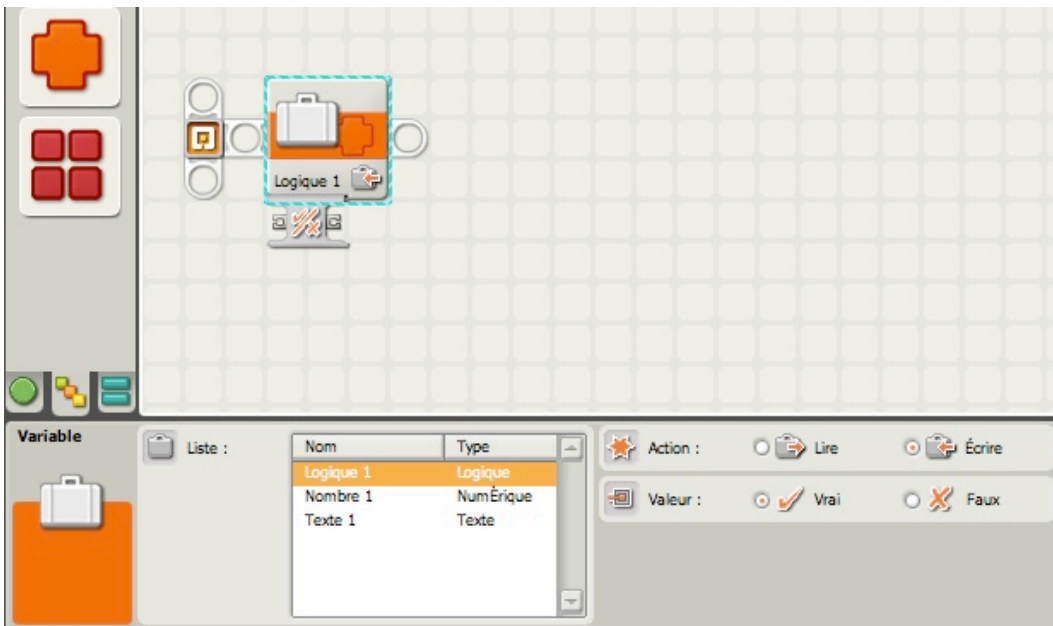 Logique 1
Variable
Liste :
Nom Type
Logique 1 Logique
Nombre 1 NumÈrique
Texte 1 Texte
Action : Lire Écrire
Valeur : Vrai Faux